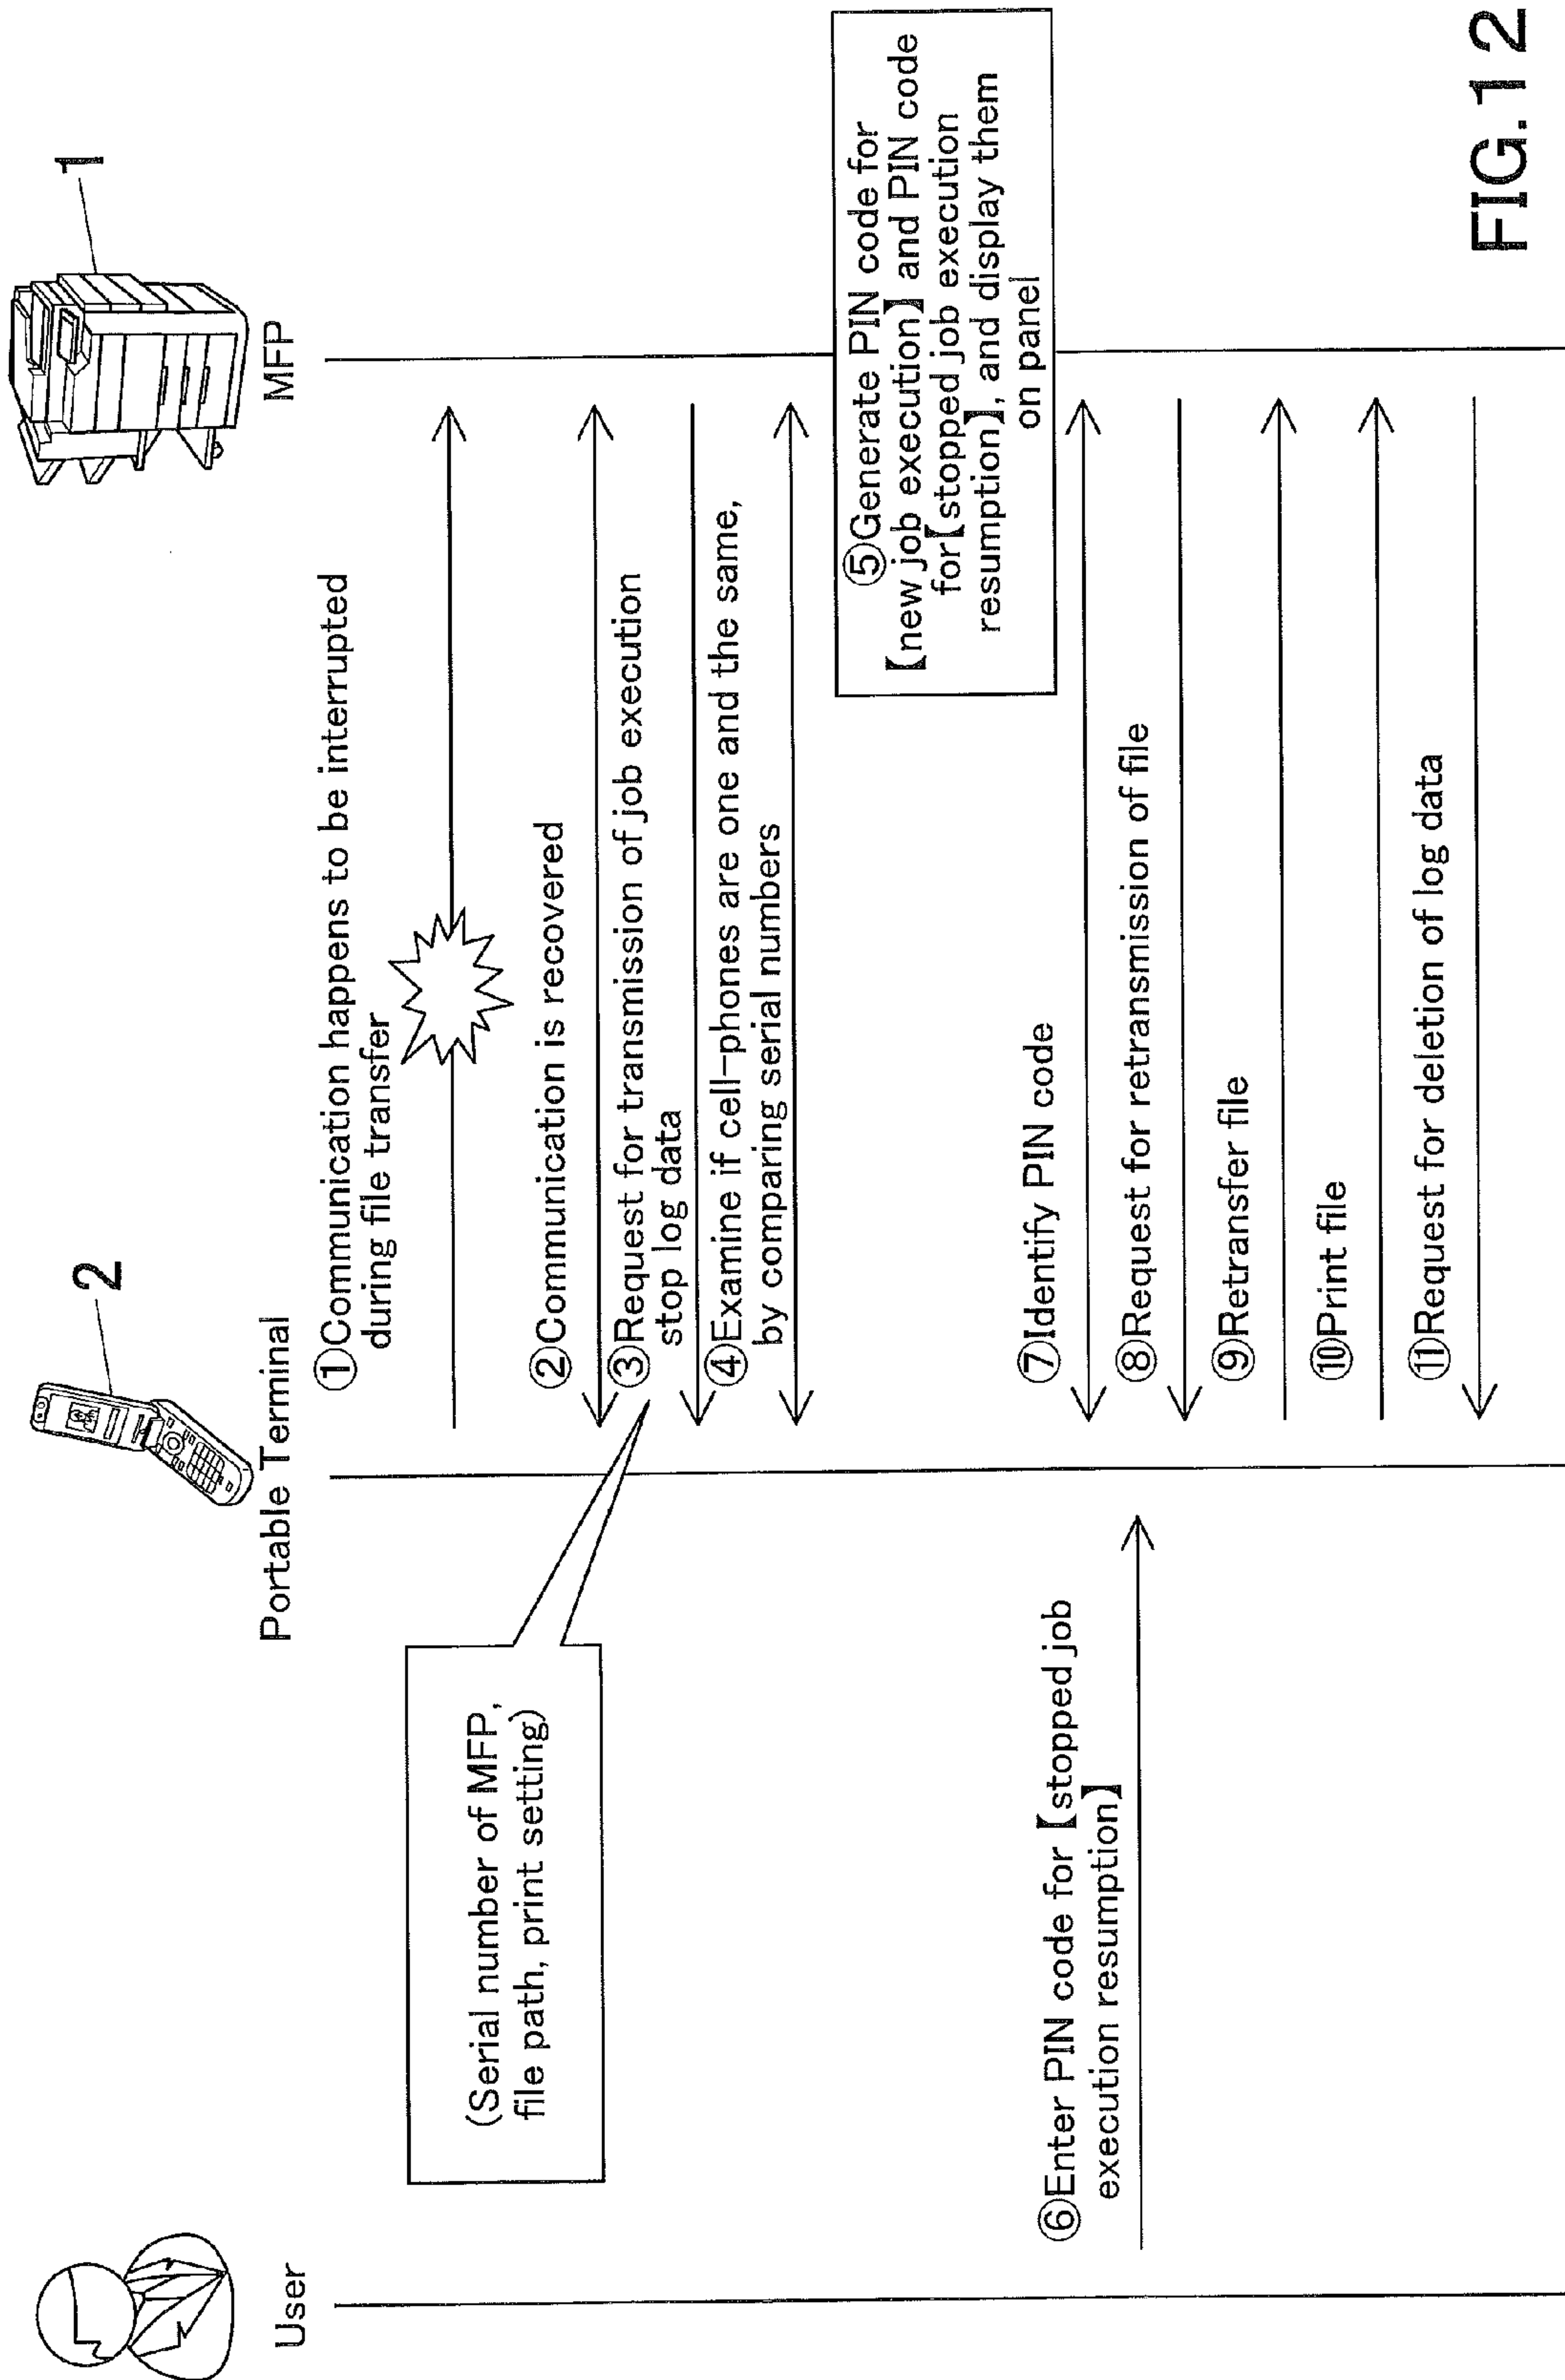 User
Portable Terminal
2
MFP
1
①Communication happens to be interrupted
during file transfer
②Communication is recovered
③Request for transmission of job execution
stop log data
(Serial number of MFP,
file path, print setting)
④Examine if cell-phones are one and the same,
by comparing serial numbers
⑤Generate PIN code for
【new job execution】 and PIN code
for【stopped job execution
resumption】, and display them
on panel
⑥Enter PIN code for【stopped job
execution resumption】
⑦Identify PIN code
⑧Request for retransmission of file
⑨Retransfer file
⑩Print file
⑪Request for deletion of log data
FIG.12